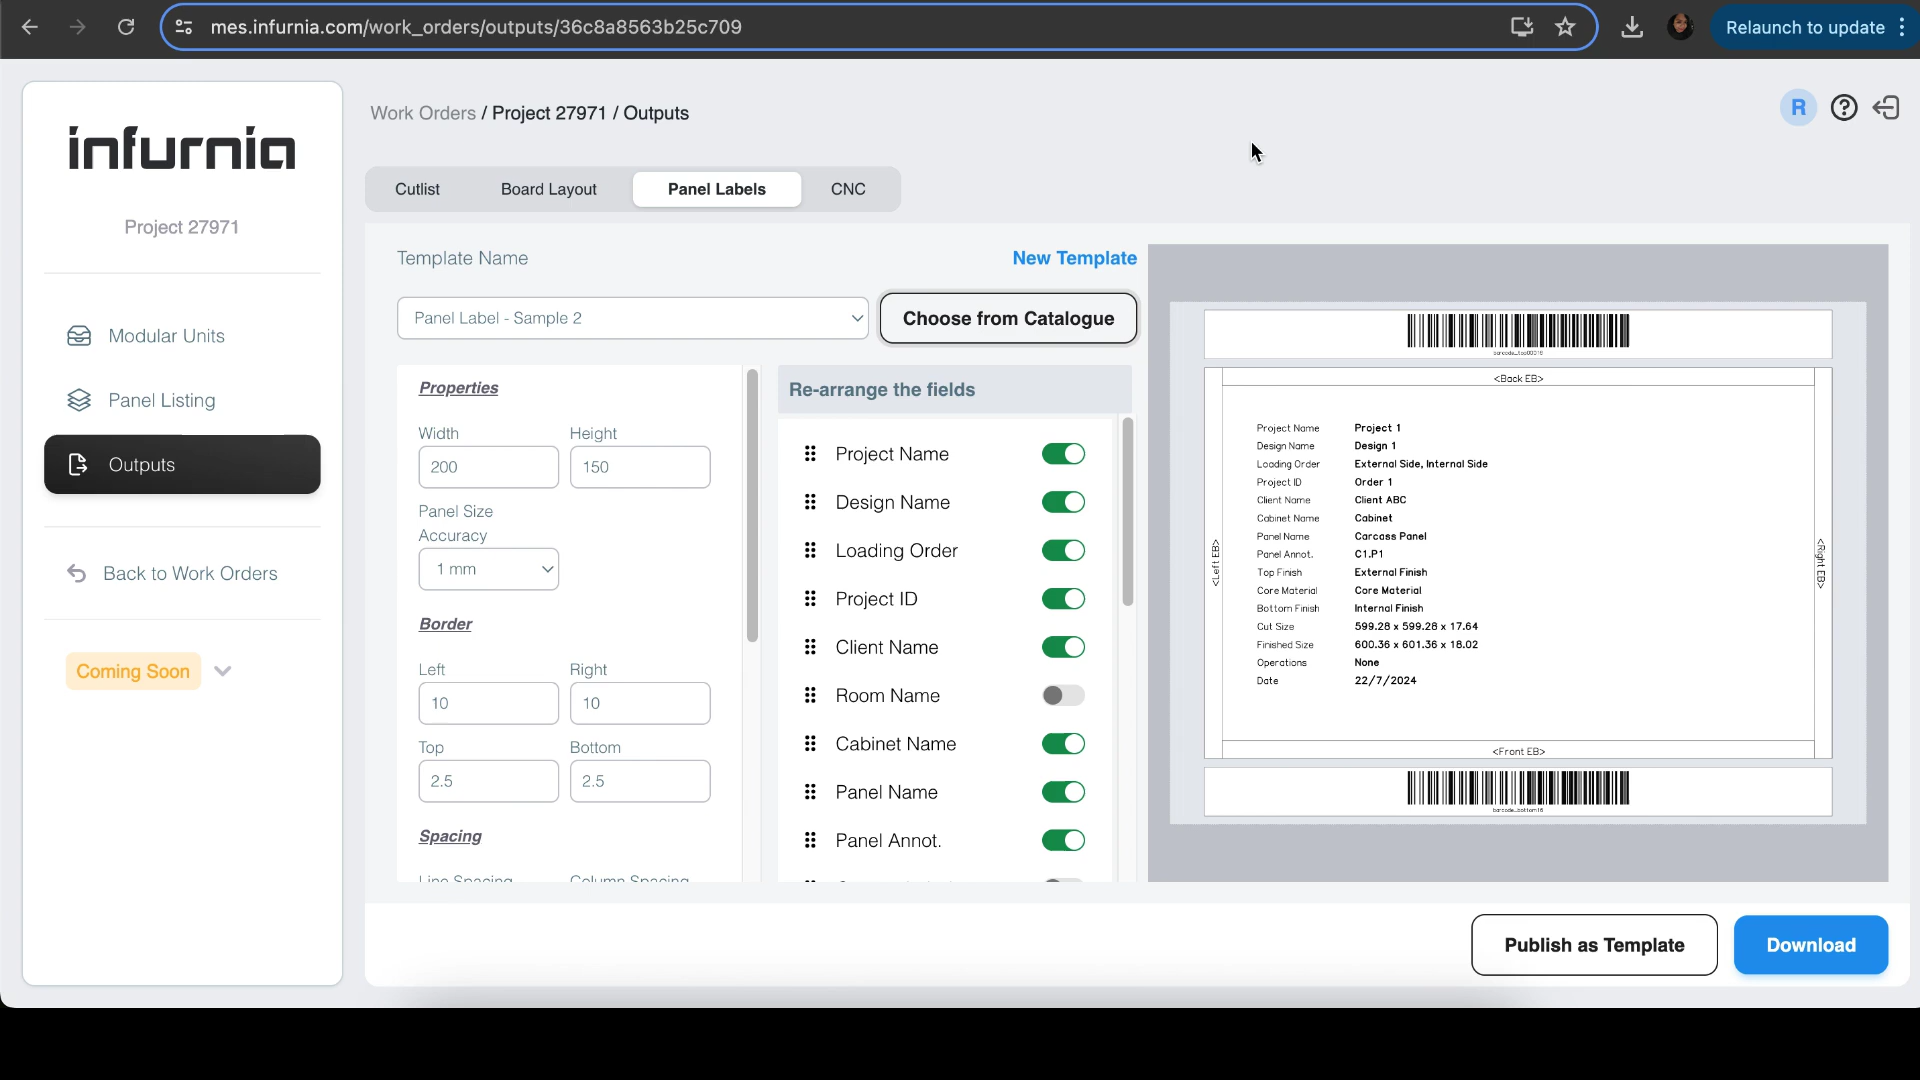 mes.infurnia.com/work_orders/outputs/36c8a8563b25c709
Relaunch to update
infurnia
Project 27971
Modular Units
Panel Listing
Outputs
Back to Work Orders
Coming Soon
Work Orders / Project 27971 / Outputs
R
Cutlist
Board Layout
Panel Labels
CNC
Template Name
New Template
Panel Label - Sample 2
Choose from Catalogue
Properties
Width
Height
200
150
Panel Size
Accuracy
1 mm
Border
Left
Right
10
10
Top
Bottom
2.5
2.5
Spacing
Line Spacing
Column Spacing
Re-arrange the fields
Project Name
Design Name
Loading Order
Project ID
Client Name
Room Name
Cabinet Name
Panel Name
Panel Annot.
<Back EB>
<Left EB>
<Right EB>
Project Name Project 1
Design Name Design 1
Loading Order External Side, Internal Side
Project ID Order 1
Client Name Client ABC
Cabinet Name Cabinet
Panel Name Carcass Panel
Panel Annot. C1.P1
Top Finish External Finish
Core Material Core Material
Bottom Finish Internal Finish
Cut Size 599.28 x 599.28 x 17.64
Finished Size 600.36 x 601.36 x 18.02
Operations None
Date 22/7/2024
<Front EB>
Publish as Template
Download